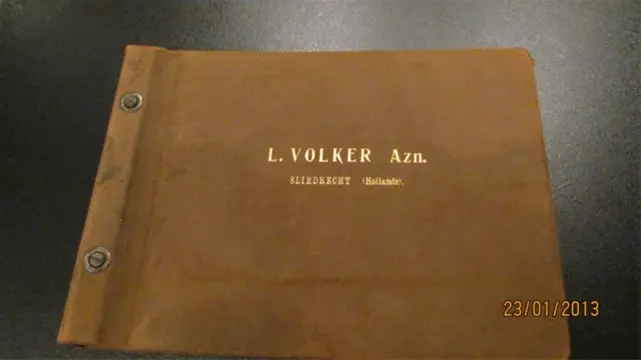 L. VOLKER Azn.
SLIEDRECHT (Hollande).
23/01/2013